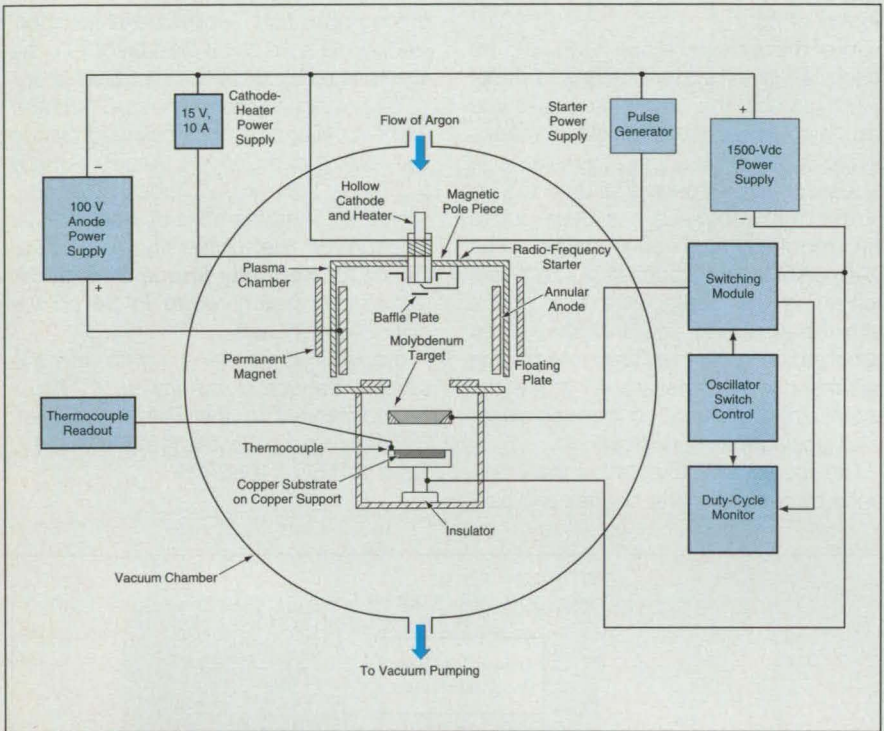 Cathode-
Heater
Power
Supply
15 V,
10 A
Flow of Argon
Starter
Power
Supply
Pulse
Generator
+
1500-Vdc
Power
Supply
–
–
100 V
Anode
Power
Supply
+
Hollow
Cathode
and Heater
Magnetic
Pole Piece
Radio-Frequency
Starter
Plasma
Chamber
Annular
Anode
Baffle Plate
Switching
Module
Permanent
Magnet
Molybdenum
Target
Floating
Plate
Oscillator
Switch
Control
Thermocouple
Readout
Thermocouple
Copper Substrate
on Copper Support
Duty-Cycle
Monitor
Insulator
Vacuum Chamber
To Vacuum Pumping